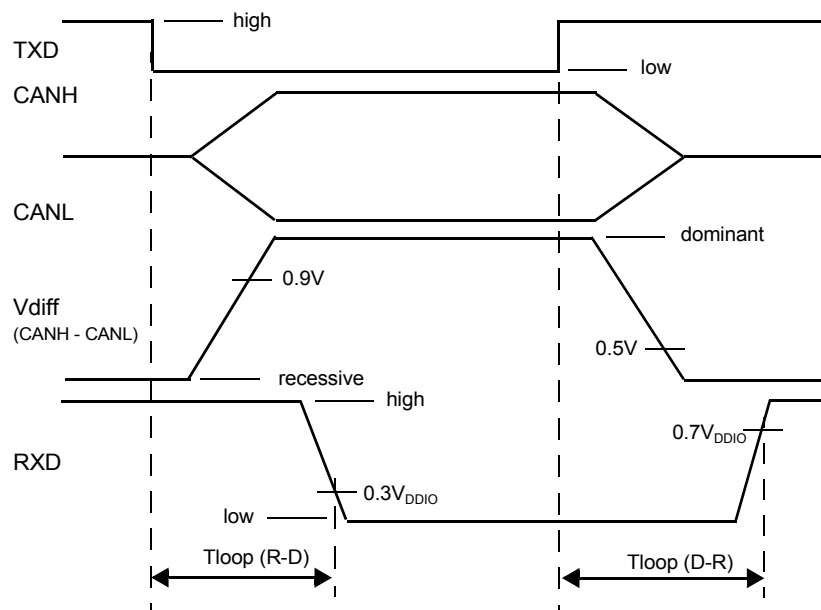 high
TXD
low
CANH
CANL
dominant
0.9V
Vdiff
(CANH - CANL)
0.5V
recessive
high
0.7VDDIO
RXD
0.3VDDIO
low
Tloop (R-D)
Tloop (D-R)